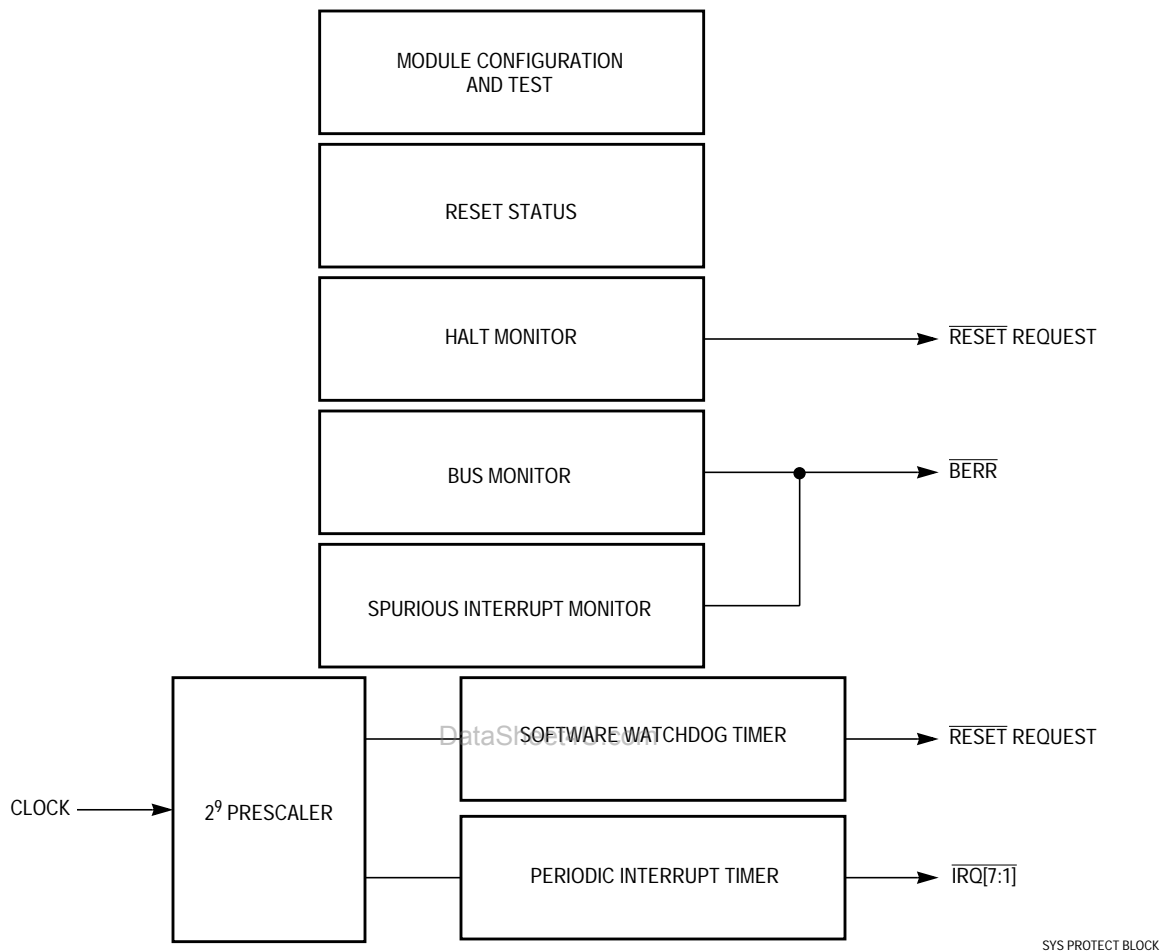 MODULE CONFIGURATION
AND TEST
RESET STATUS
HALT MONITOR
RESET REQUEST
BUS MONITOR
BERR
SPURIOUS INTERRUPT MONITOR
DataSheet4U.com
SOFTWARE WATCHDOG TIMER
RESET REQUEST
CLOCK
2⁹ PRESCALER
PERIODIC INTERRUPT TIMER
IRQ[7:1]
SYS PROTECT BLOCK